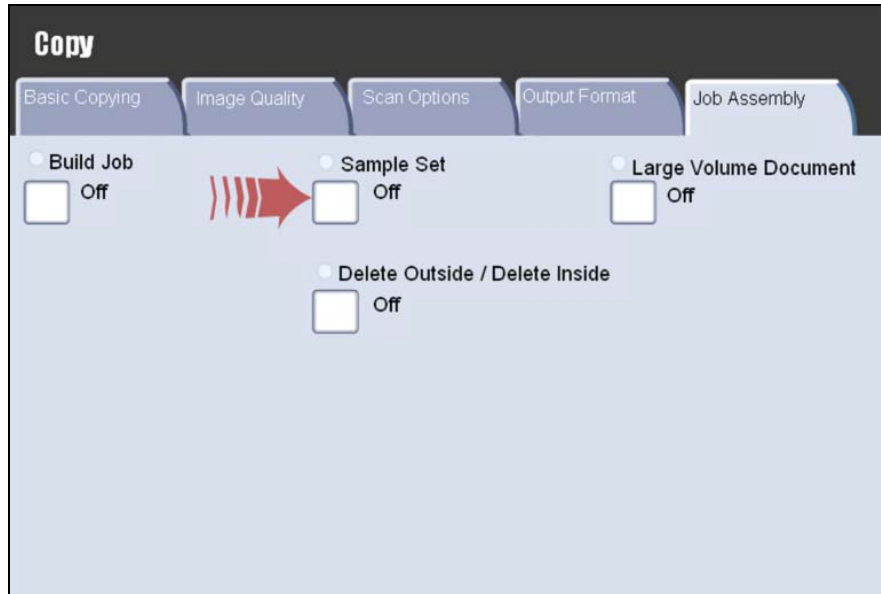 Copy
Basic Copying
Image Quality
Scan Options
Output Format
Job Assembly
Build Job
Off
Sample Set
Off
Large Volume Document
Off
Delete Outside / Delete Inside
Off